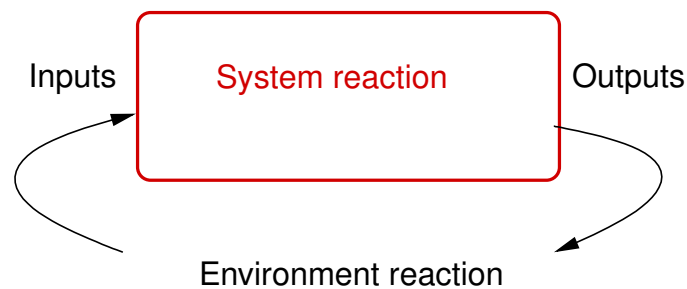 Inputs
System reaction
Outputs
Environment reaction